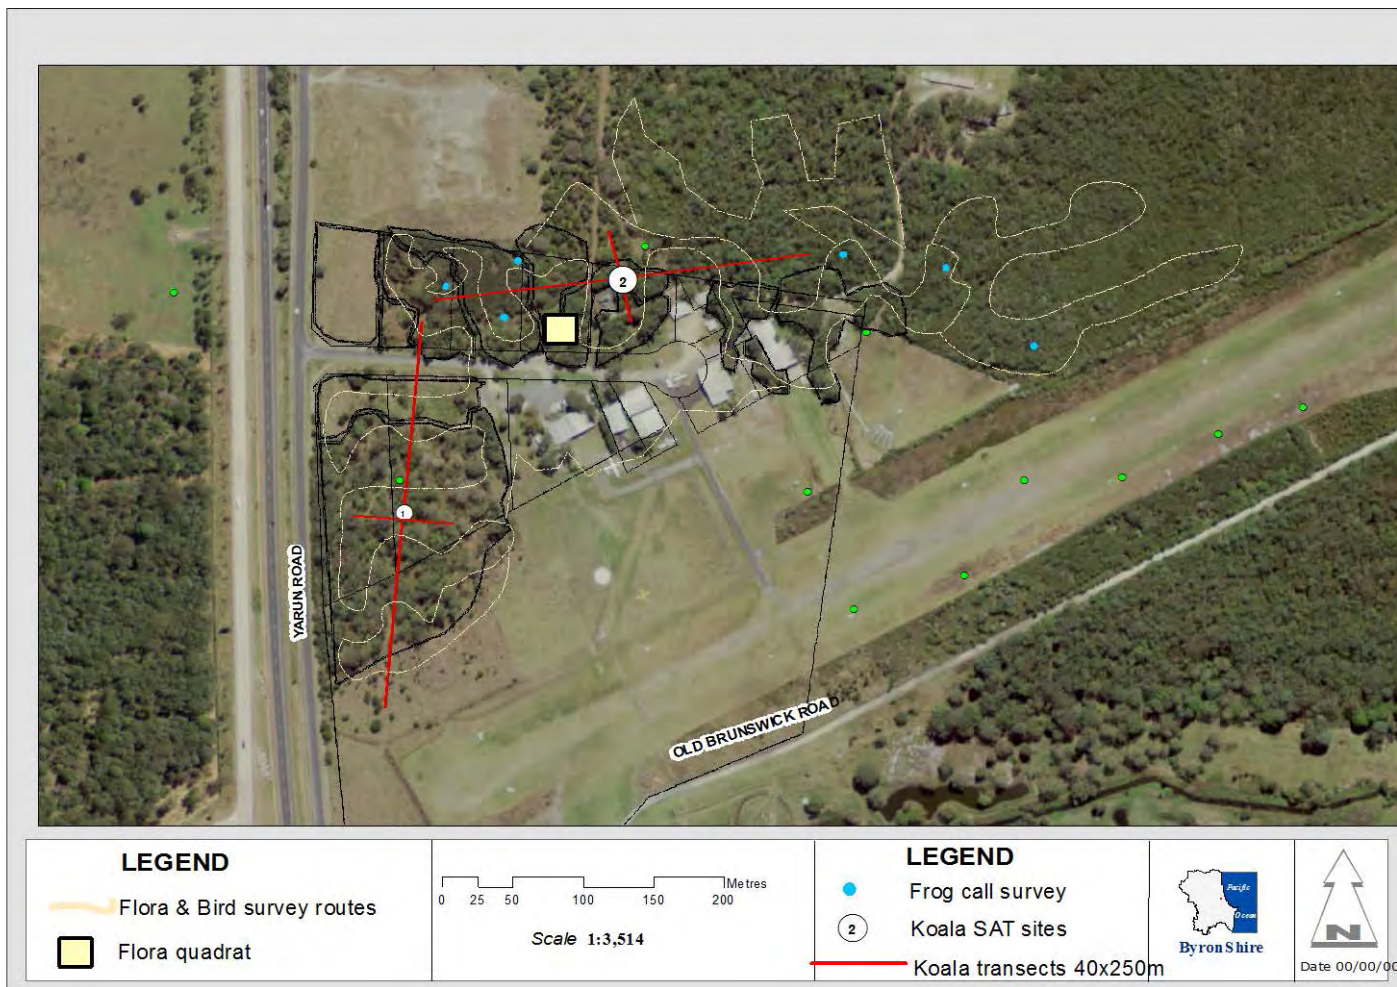 2
1
YARUN ROAD
OLD BRUNSWICK ROAD
LEGEND
Flora & Bird survey routes
Flora quadrat
Metres
0 25 50 100 150 200
Scale 1:3,514
LEGEND
Frog call survey
2 Koala SAT sites
Koala transects 40x250m
Pacific
Ocean
Byron Shire
N
Date 00/00/00